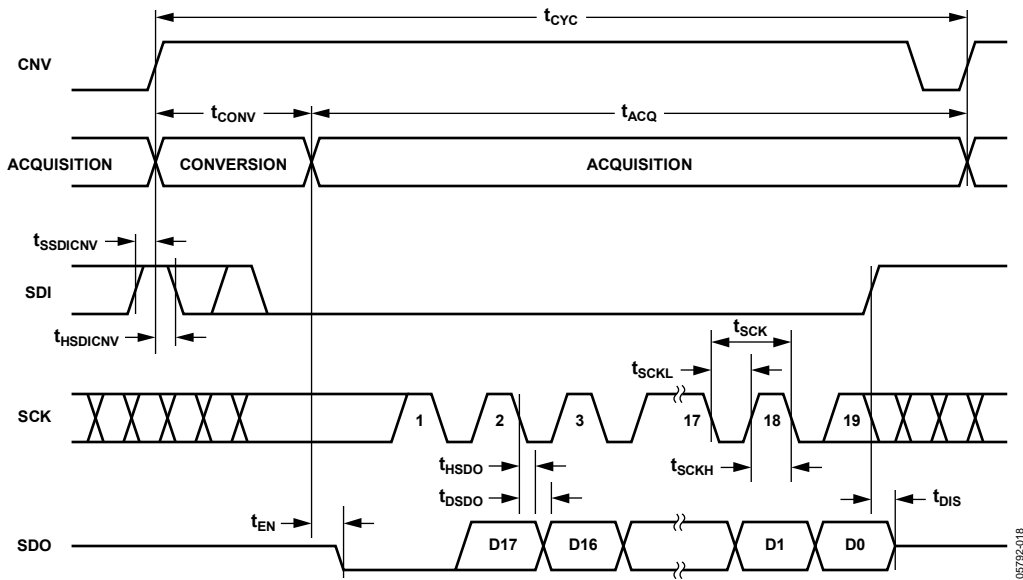 tCYC
CNV
tCONV
tACQ
ACQUISITION
CONVERSION
ACQUISITION
tSSDICNV
SDI
tHSDICNV
tSCK
tSCKL
SCK
1
2
3
17
18
19
tHSDO
tSCKH
tDSDO
tEN
tDIS
SDO
D17
D16
D1
D0
05792-018